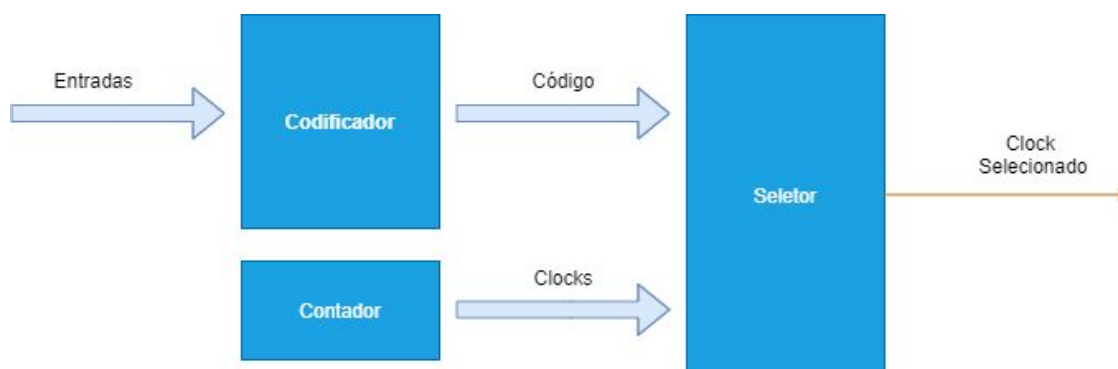 Entradas
Codificador
Código
Contador
Clocks
Seletor
Clock
Selecionado